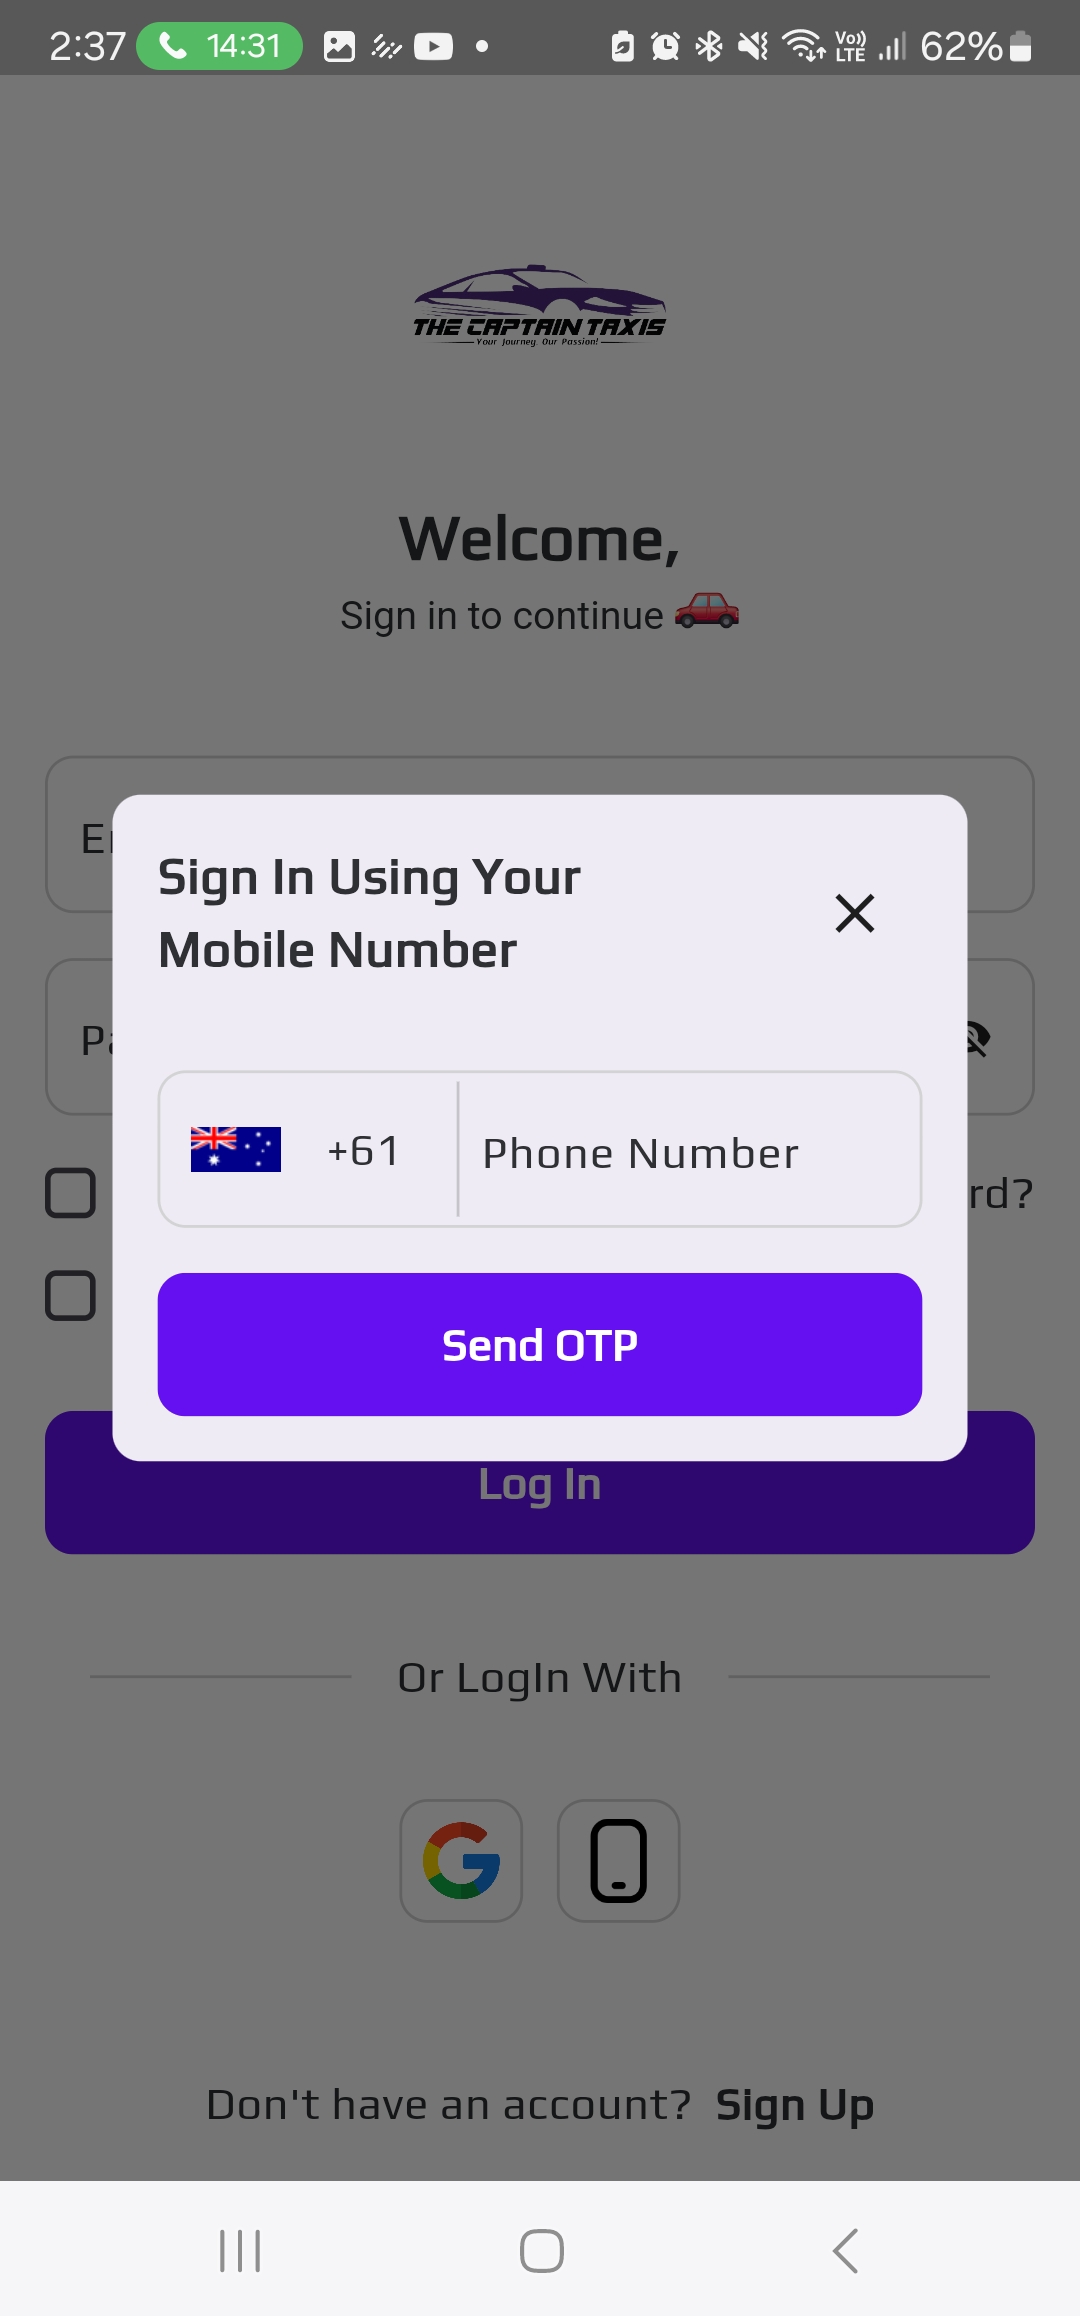 2:37 14:31 Vo)) LTE 62%
THE CAPTAIN TAXIS
Your Journey, Our Passion!
Welcome,
Sign in to continue
Sign In Using Your
Mobile Number
+61 Phone Number
rd?
Send OTP
Log In
Or LogIn With
Don't have an account? Sign Up